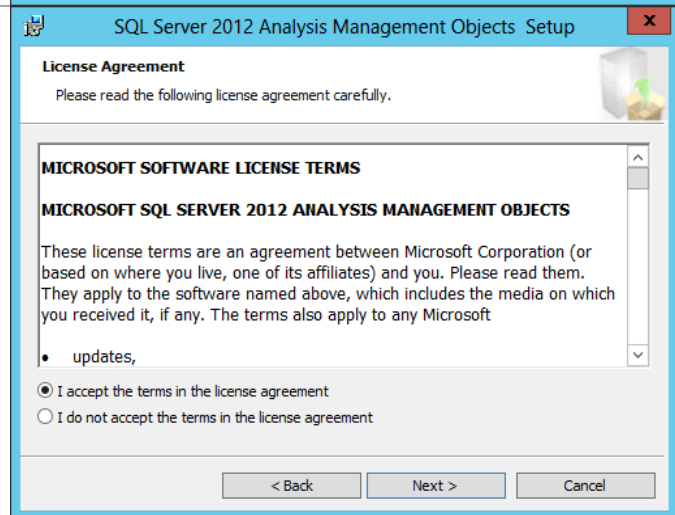 SQL Server 2012 Analysis Management Objects  Setup
x
License Agreement
Please read the following license agreement carefully.
MICROSOFT SOFTWARE LICENSE TERMS
MICROSOFT SQL SERVER 2012 ANALYSIS MANAGEMENT OBJECTS
These license terms are an agreement between Microsoft Corporation (or
based on where you live, one of its affiliates) and you. Please read them.
They apply to the software named above, which includes the media on which
you received it, if any. The terms also apply to any Microsoft
• updates,
I accept the terms in the license agreement
I do not accept the terms in the license agreement
< Back
Next >
Cancel